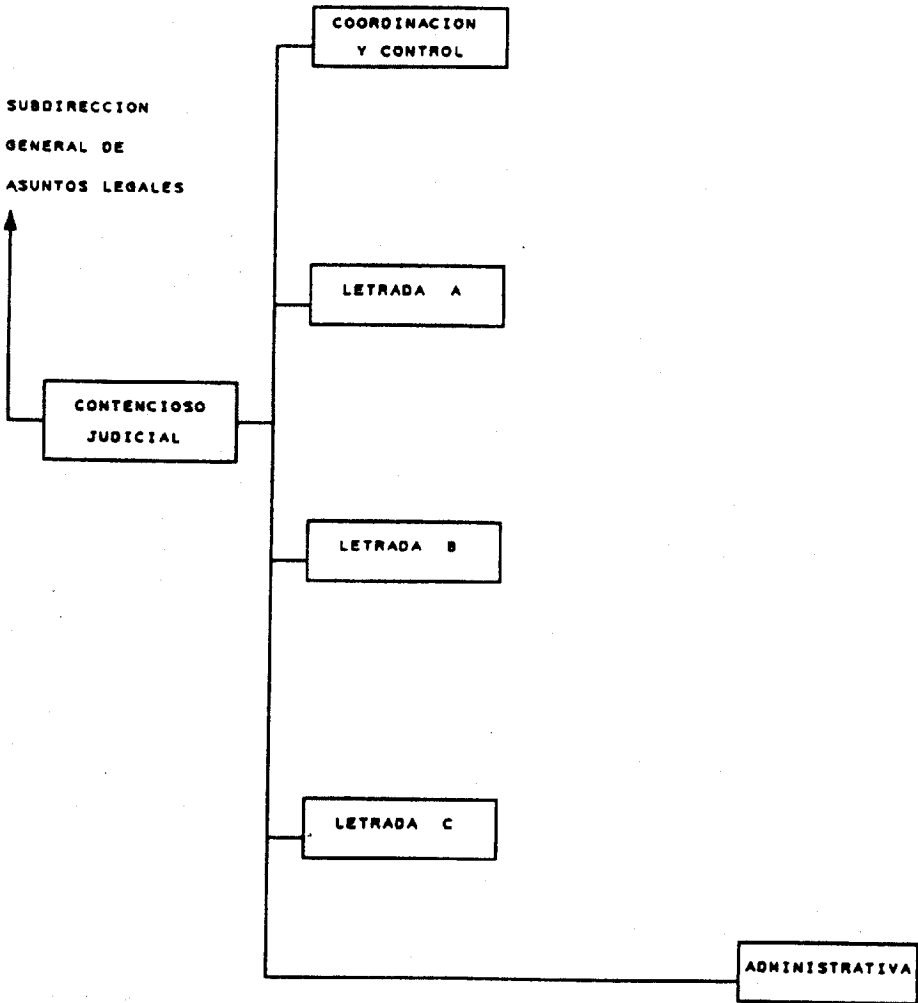 COORDINACION
Y CONTROL
SUBDIRECCION
GENERAL DE
ASUNTOS LEGALES
LETRADA A
CONTENCIOSO
JUDICIAL
LETRADA B
LETRADA C
ADMINISTRATIVA